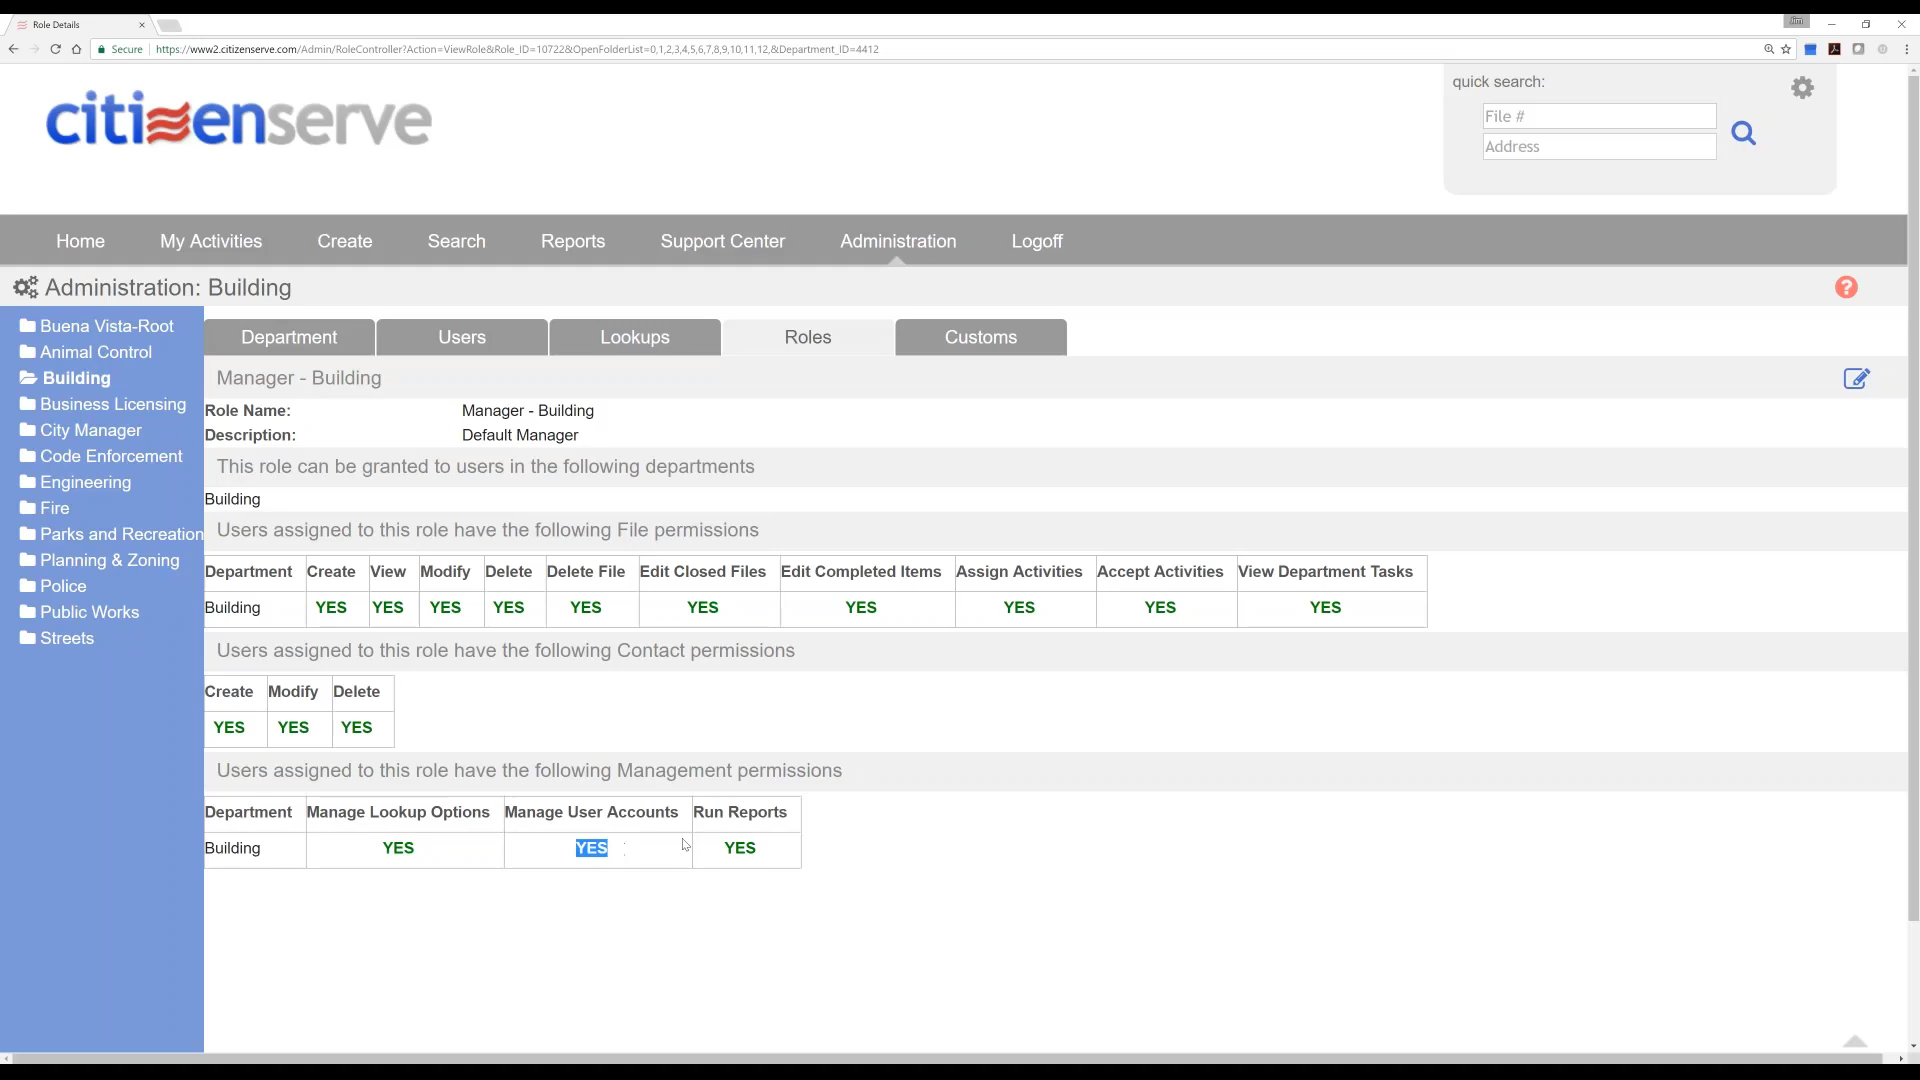 Role Details
Jim
Secure https://www2.citizenserve.com/Admin/RoleController?Action=ViewRole&Role_ID=10722&OpenFolderList=0,1,2,3,4,5,6,7,8,9,10,11,12,&Department_ID=4412
citizenserve
quick search:
File #
Address
Home My Activities Create Search Reports Support Center Administration Logoff
Administration: Building
?
Buena Vista-Root
Animal Control
Building
Business Licensing
City Manager
Code Enforcement
Engineering
Fire
Parks and Recreation
Planning & Zoning
Police
Public Works
Streets
Department Users Lookups Roles Customs
Manager - Building
Role Name: Manager - Building
Description: Default Manager
This role can be granted to users in the following departments
Building
Users assigned to this role have the following File permissions
Department Create View Modify Delete Delete File Edit Closed Files Edit Completed Items Assign Activities Accept Activities View Department Tasks
Building YES YES YES YES YES YES YES YES YES YES
Users assigned to this role have the following Contact permissions
Create Modify Delete
YES YES YES
Users assigned to this role have the following Management permissions
Department Manage Lookup Options Manage User Accounts Run Reports
Building YES YES YES